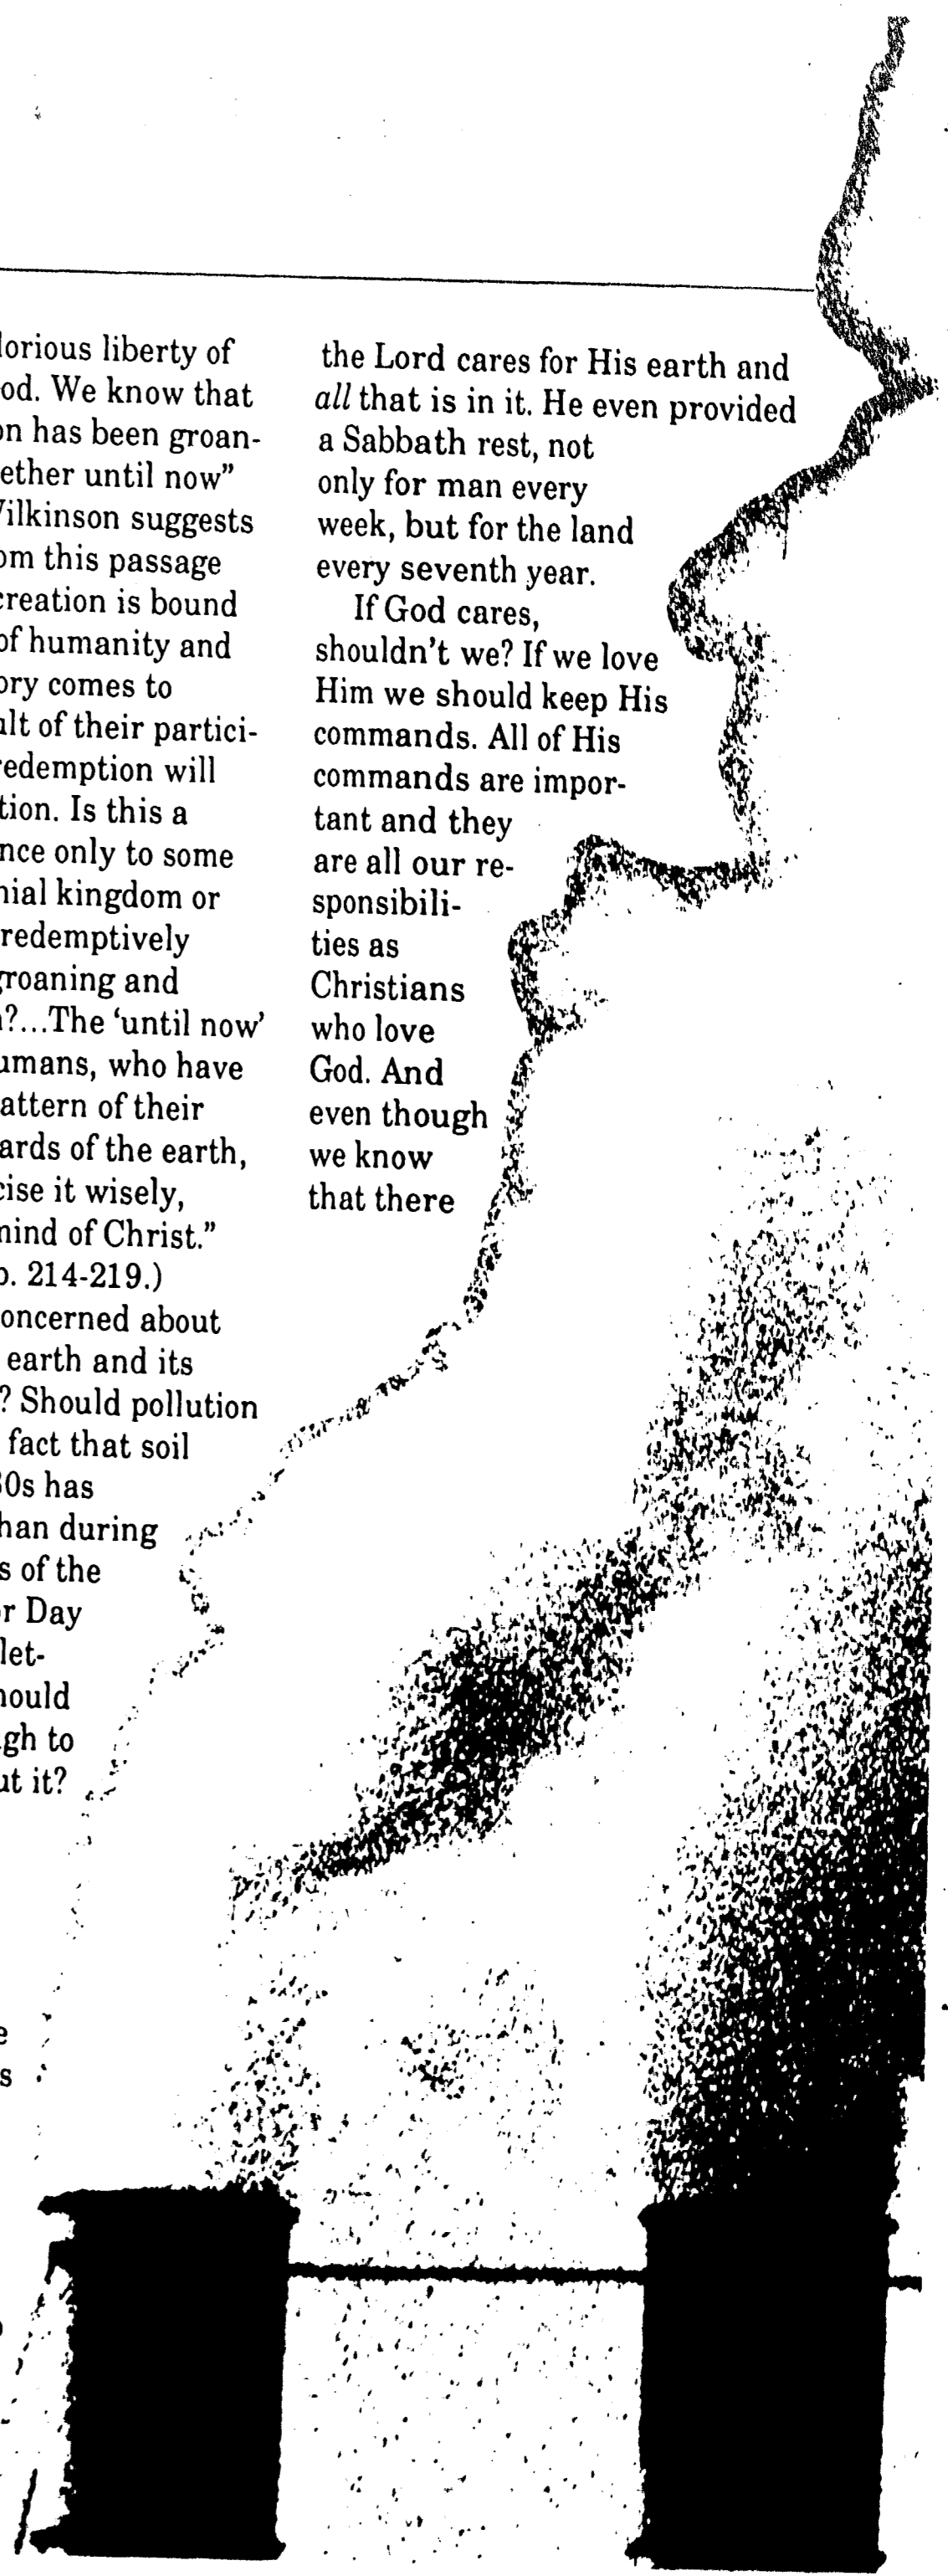 lorious liberty of
od. We know that
on has been groan-
ether until now”
ilkinson suggests
om this passage
creation is bound
of humanity and
ory comes to
ult of their partici-
redemption will
tion. Is this a
nce only to some
nial kingdom or
redemptively
groaning and
?...The ‘until now’
umans, who have
attern of their
ards of the earth,
cise it wisely,
mind of Christ.”
p. 214-219.)
oncerned about
earth and its
? Should pollution
fact that soil
30s has
han during
s of the
r Day
let-
hould
gh to
ut it?
e
s
the Lord cares for His earth and
all that is in it. He even provided
a Sabbath rest, not
only for man every
week, but for the land
every seventh year.
If God cares,
shouldn’t we? If we love
Him we should keep His
commands. All of His
commands are impor-
tant and they
are all our re-
sponsibili-
ties as
Christians
who love
God. And
even though
we know
that there